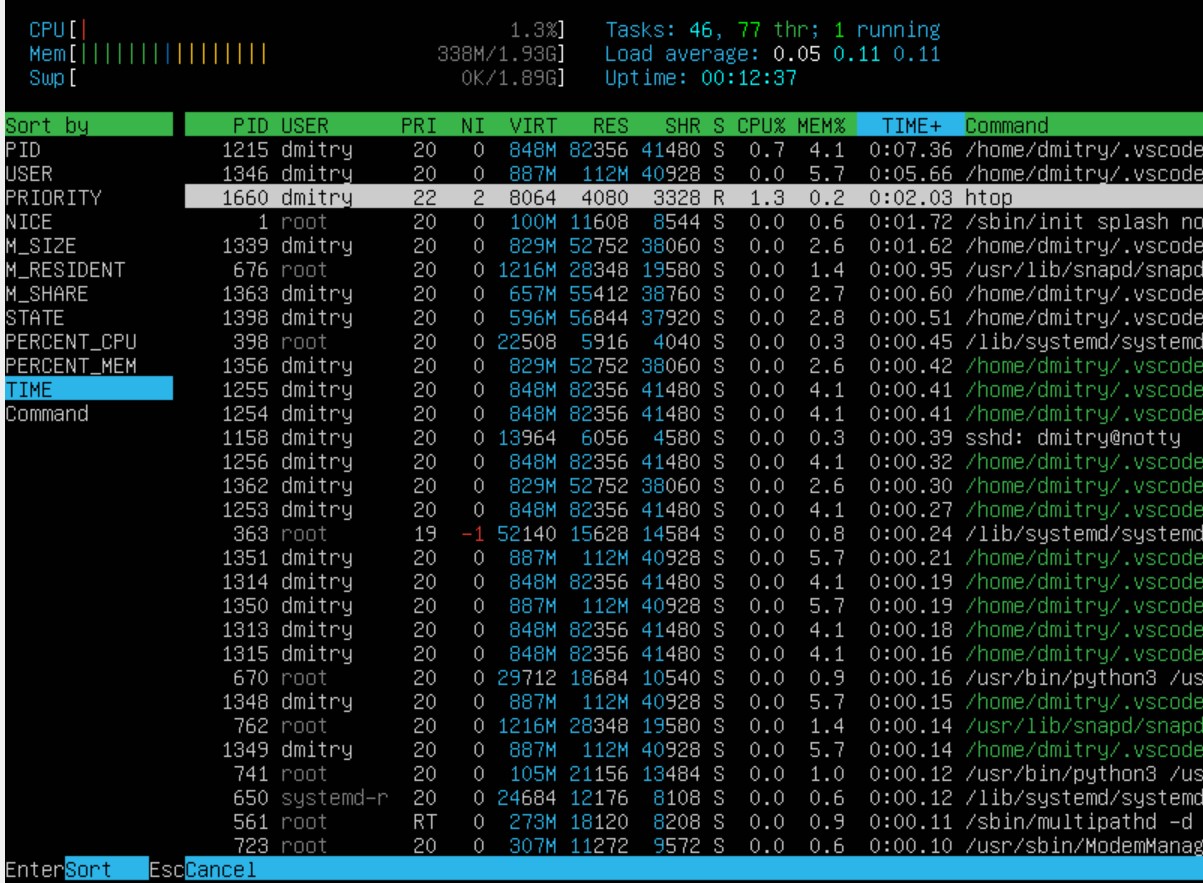 CPU[| 1.3%] Tasks: 46, 77 thr; 1 running
Mem[|||||||||||||||| 338M/1.93G] Load average: 0.05 0.11 0.11
Swp[ 0K/1.89G] Uptime: 00:12:37
Sort by PID USER PRI NI VIRT RES SHR S CPU% MEM% TIME+ Command
PID 1215 dmitry 20 0 848M 82356 41480 S 0.7 4.1 0:07.36 /home/dmitry/.vscode
USER 1346 dmitry 20 0 887M 112M 40928 S 0.0 5.7 0:05.66 /home/dmitry/.vscode
PRIORITY 1660 dmitry 22 2 8064 4080 3328 R 1.3 0.2 0:02.03 htop
NICE 1 root 20 0 100M 11608 8544 S 0.0 0.6 0:01.72 /sbin/init splash no
M_SIZE 1339 dmitry 20 0 829M 52752 38060 S 0.0 2.6 0:01.62 /home/dmitry/.vscode
M_RESIDENT 676 root 20 0 1216M 28348 19580 S 0.0 1.4 0:00.95 /usr/lib/snapd/snapd
M_SHARE 1363 dmitry 20 0 657M 55412 38760 S 0.0 2.7 0:00.60 /home/dmitry/.vscode
STATE 1398 dmitry 20 0 596M 56844 37920 S 0.0 2.8 0:00.51 /home/dmitry/.vscode
PERCENT_CPU 398 root 20 0 22508 5916 4040 S 0.0 0.3 0:00.45 /lib/systemd/systemd
PERCENT_MEM 1356 dmitry 20 0 829M 52752 38060 S 0.0 2.6 0:00.42 /home/dmitry/.vscode
TIME 1255 dmitry 20 0 848M 82356 41480 S 0.0 4.1 0:00.41 /home/dmitry/.vscode
Command 1254 dmitry 20 0 848M 82356 41480 S 0.0 4.1 0:00.41 /home/dmitry/.vscode
1158 dmitry 20 0 13964 6056 4580 S 0.0 0.3 0:00.39 sshd: dmitry@notty
1256 dmitry 20 0 848M 82356 41480 S 0.0 4.1 0:00.32 /home/dmitry/.vscode
1362 dmitry 20 0 829M 52752 38060 S 0.0 2.6 0:00.30 /home/dmitry/.vscode
1253 dmitry 20 0 848M 82356 41480 S 0.0 4.1 0:00.27 /home/dmitry/.vscode
363 root 19 -1 52140 15628 14584 S 0.0 0.8 0:00.24 /lib/systemd/systemd
1351 dmitry 20 0 887M 112M 40928 S 0.0 5.7 0:00.21 /home/dmitry/.vscode
1314 dmitry 20 0 848M 82356 41480 S 0.0 4.1 0:00.19 /home/dmitry/.vscode
1350 dmitry 20 0 887M 112M 40928 S 0.0 5.7 0:00.19 /home/dmitry/.vscode
1313 dmitry 20 0 848M 82356 41480 S 0.0 4.1 0:00.18 /home/dmitry/.vscode
1315 dmitry 20 0 848M 82356 41480 S 0.0 4.1 0:00.16 /home/dmitry/.vscode
670 root 20 0 29712 18684 10540 S 0.0 0.9 0:00.16 /usr/bin/python3 /us
1348 dmitry 20 0 887M 112M 40928 S 0.0 5.7 0:00.15 /home/dmitry/.vscode
762 root 20 0 1216M 28348 19580 S 0.0 1.4 0:00.14 /usr/lib/snapd/snapd
1349 dmitry 20 0 887M 112M 40928 S 0.0 5.7 0:00.14 /home/dmitry/.vscode
741 root 20 0 105M 21156 13484 S 0.0 1.0 0:00.12 /usr/bin/python3 /us
650 systemd-r 20 0 24684 12176 8108 S 0.0 0.6 0:00.12 /lib/systemd/systemd
561 root RT 0 273M 18120 8208 S 0.0 0.9 0:00.11 /sbin/multipathd -d
723 root 20 0 307M 11272 9572 S 0.0 0.6 0:00.10 /usr/sbin/ModemManag
EnterSort EscCancel